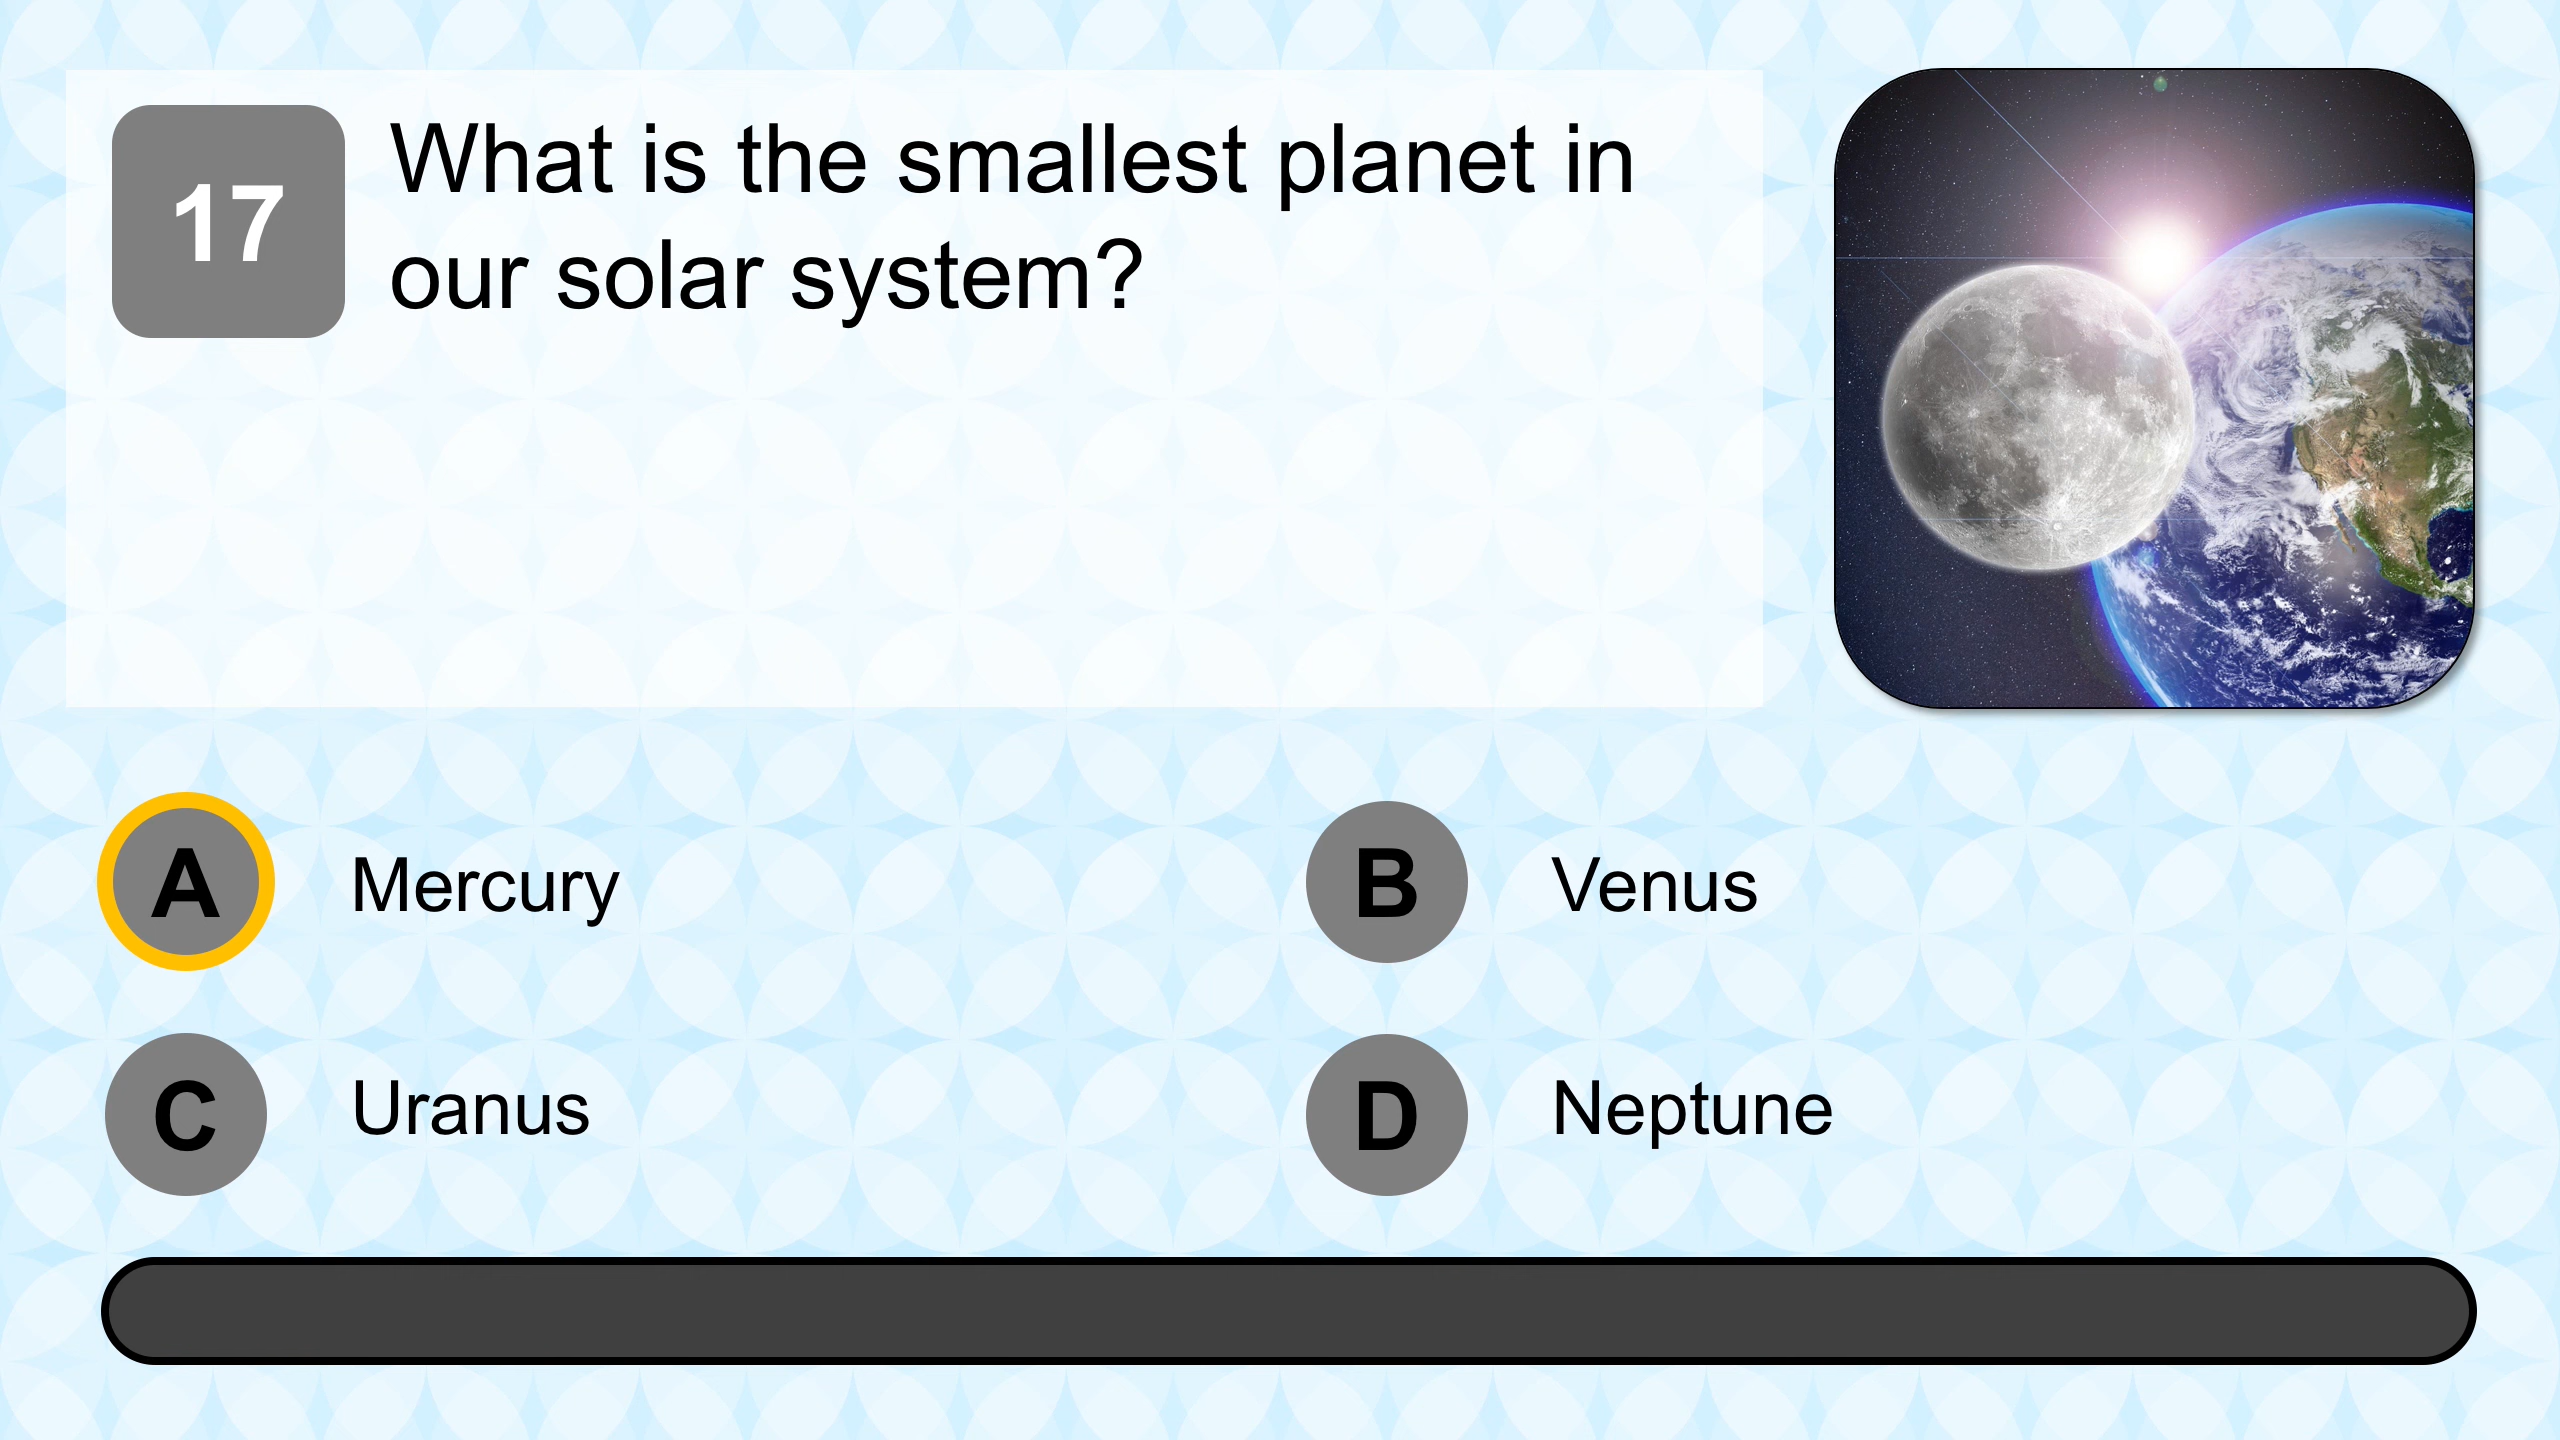 17
What is the smallest planet in
our solar system?
A
Mercury
B
Venus
C
Uranus
D
Neptune